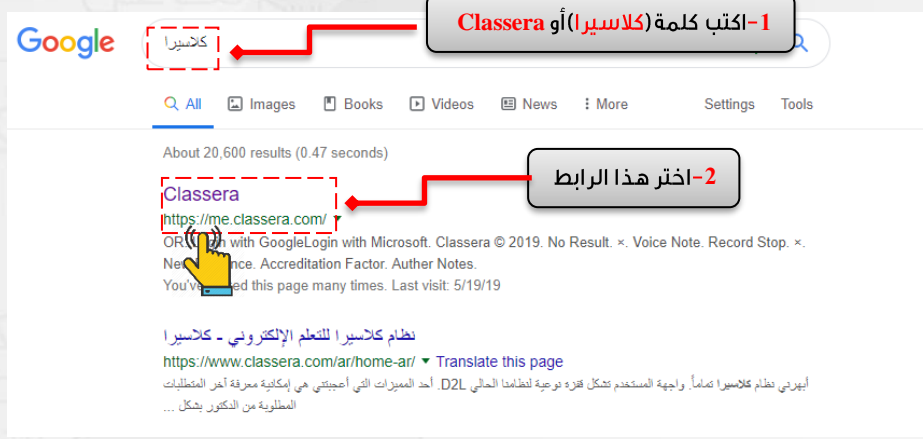 1-اكتب كلمة(كلاسيرا)أو Classera
Google
كلاسيرا
All Images Books Videos News More Settings Tools
About 20,600 results (0.47 seconds)
2-اختر هذا الرابط
Classera
https://me.classera.com/
OR with GoogleLogin with Microsoft. Classera © 2019. No Result. ×. Voice Note. Record Stop. ×.
Accreditation Factor. Auther Notes.
this page many times. Last visit: 5/19/19
نظام كلاسيرا للتعلم الإلكتروني - كلاسيرا
https://www.classera.com/ar/home-ar/ Translate this page
أبهرني نظام كلاسيرا تماماً. واجهة المستخدم تشكل قفزة نوعية لنظامنا الحالي D2L. أحد المميزات التي أعجبتني هي إمكانية معرفة آخر المتطلبات
المطلوبة من الدكتور بشكل ...